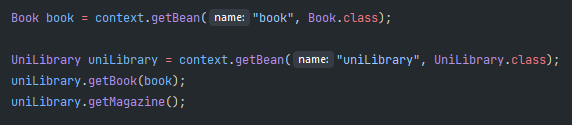 Book book = context.getBean( name: "book", Book.class);
UniLibrary uniLibrary = context.getBean( name: "uniLibrary", UniLibrary.class);
uniLibrary.getBook(book);
uniLibrary.getMagazine();